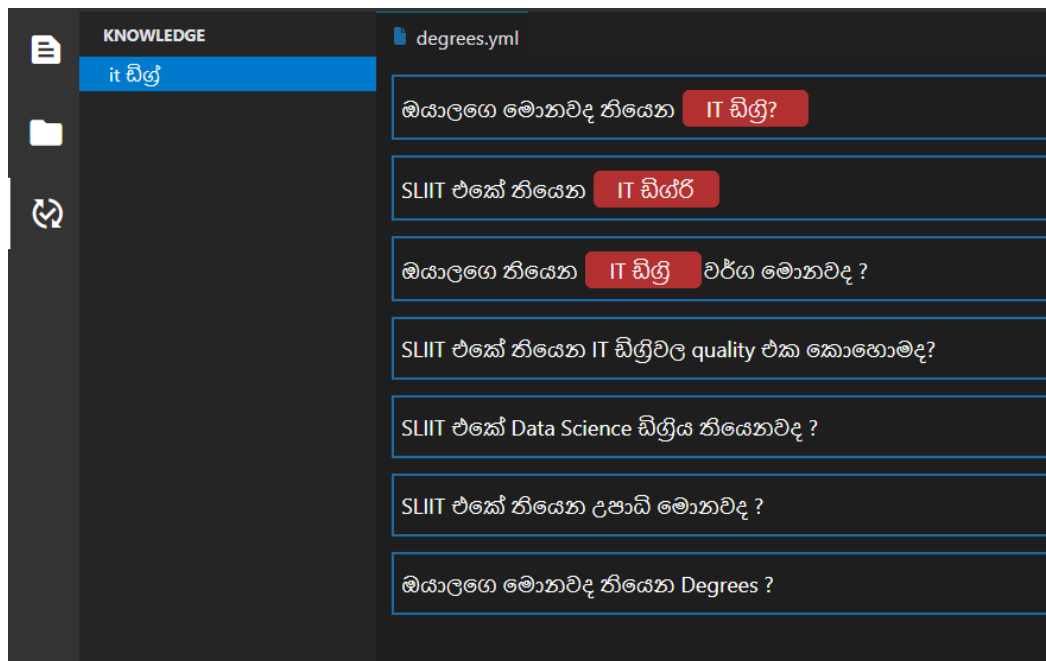 KNOWLEDGE
it ඩිග්‍ර්
degrees.yml
ඔයාලගෙ මොනවද තියෙන IT ඩිග්‍රි?
SLIIT එකේ තියෙන IT ඩිග්රි
ඔයාලගෙ තියෙන IT ඩිග්‍රි වර්ග මොනවද ?
SLIIT එකේ තියෙන IT ඩිග්‍රිවල quality එක කොහොමද?
SLIIT එකේ Data Science ඩිග්‍රිය තියෙනවද ?
SLIIT එකේ තියෙන උපාධි මොනවද ?
ඔයාලගෙ මොනවද තියෙන Degrees ?